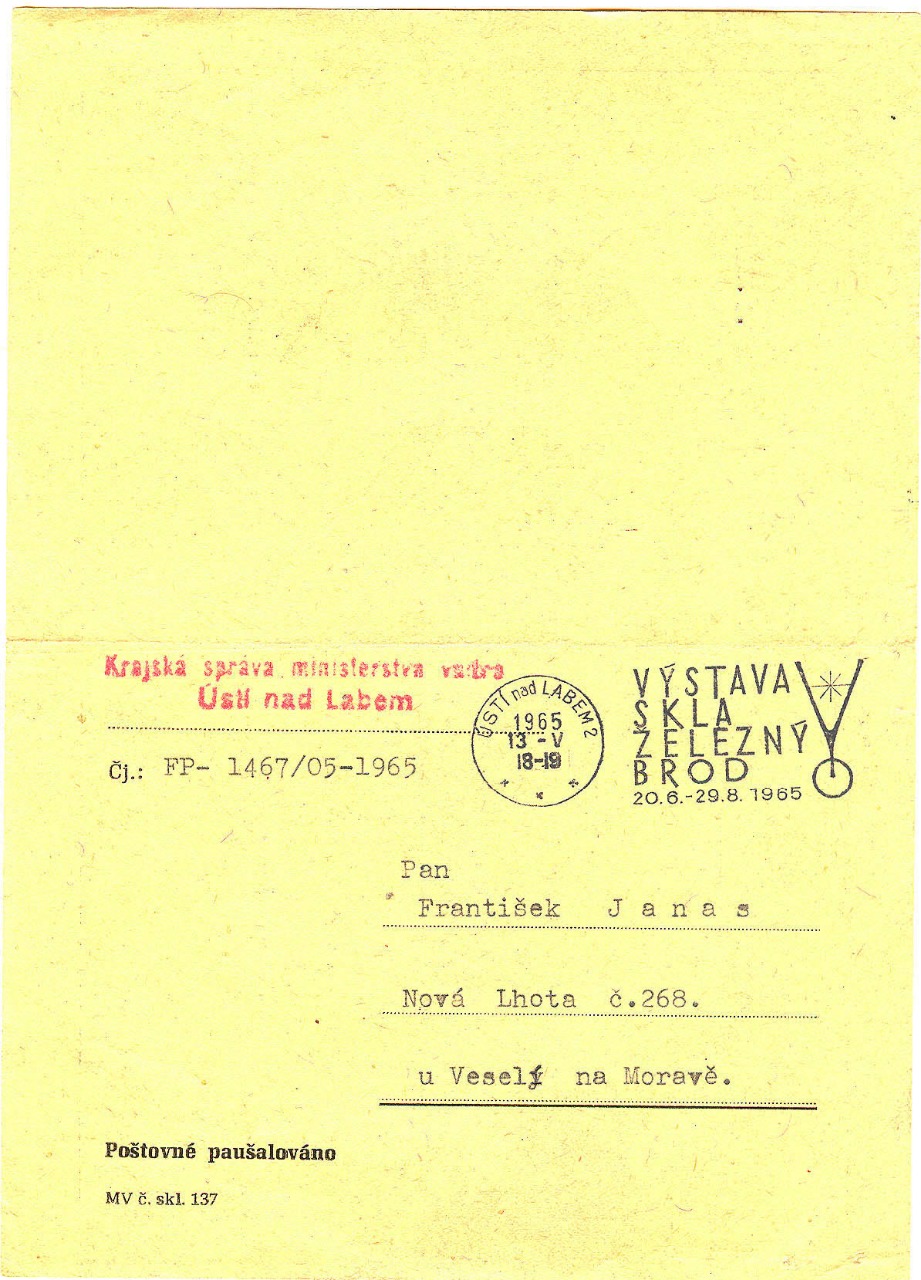 Krajská správa ministerstva vnitra
Ústí nad Labem
Čj.: FP- 1467/05-1965
ÚSTÍ nad LABEM 2
1965
13 -V
18-19
VÝSTAVA
SKLA
ŽELEZNÝ
BROD
20.6.-29.8. 1965
Pan
František J a n a s
Nová Lhota č.268.
u Veselý na Moravě.
Poštovné paušalováno
MV č. skl. 137